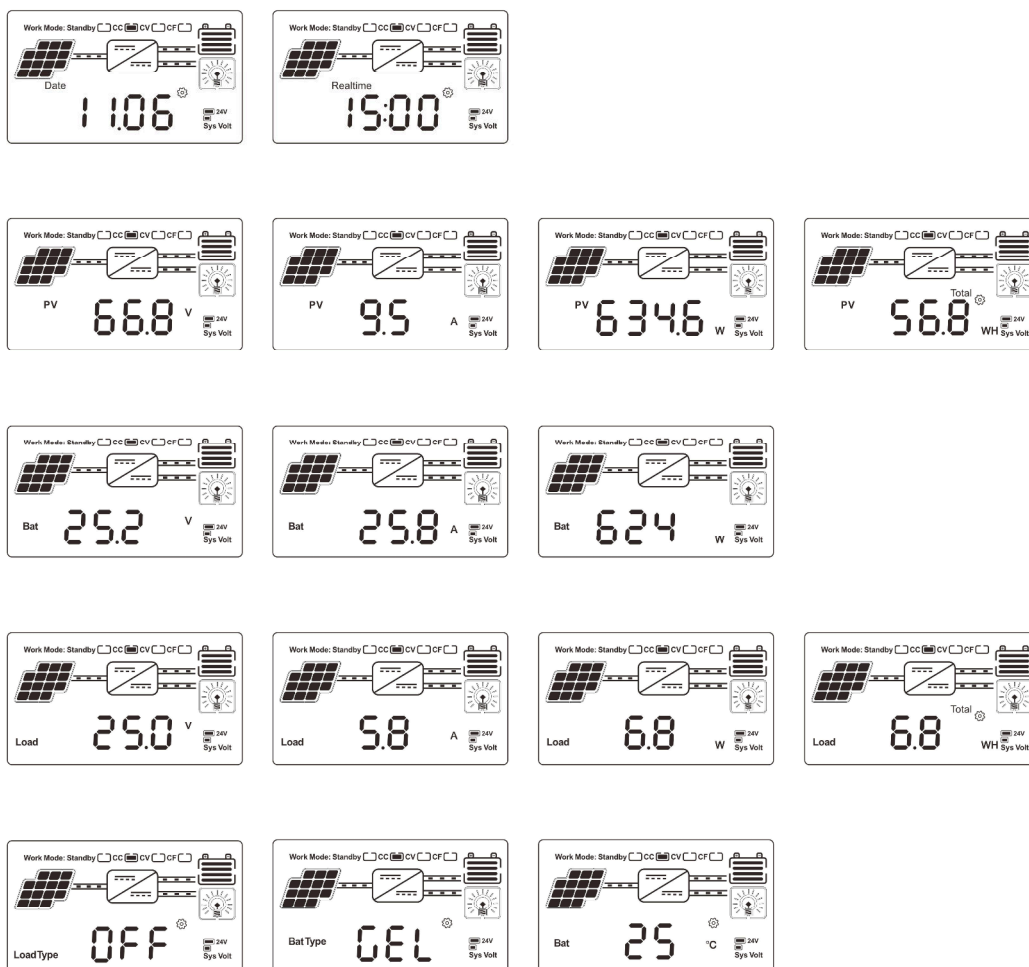 Work Mode: Standby CC CV CF
Date
11.06
24V
Sys Volt
Work Mode: Standby CC CV CF
Realtime
15:00
24V
Sys Volt
Work Mode: Standby CC CV CF
PV 66.8 V
24V
Sys Volt
Work Mode: Standby CC CV CF
PV 9.5 A
24V
Sys Volt
Work Mode: Standby CC CV CF
PV 634.6 W
24V
Sys Volt
Work Mode: Standby CC CV CF
Total
PV 56.8 WH
24V
Sys Volt
Work Mode: Standby CC CV CF
Bat 25.2 V
24V
Sys Volt
Work Mode: Standby CC CV CF
Bat 25.8 A
24V
Sys Volt
Work Mode: Standby CC CV CF
Bat 624 W
24V
Sys Volt
Work Mode: Standby CC CV CF
Load 25.0 V
24V
Sys Volt
Work Mode: Standby CC CV CF
Load 5.8 A
24V
Sys Volt
Work Mode: Standby CC CV CF
Load 6.8 W
24V
Sys Volt
Work Mode: Standby CC CV CF
Total
Load 6.8 WH
24V
Sys Volt
Work Mode: Standby CC CV CF
Load Type OFF
24V
Sys Volt
Work Mode: Standby CC CV CF
Bat Type GEL
24V
Sys Volt
Work Mode: Standby CC CV CF
Bat 25 °C
24V
Sys Volt